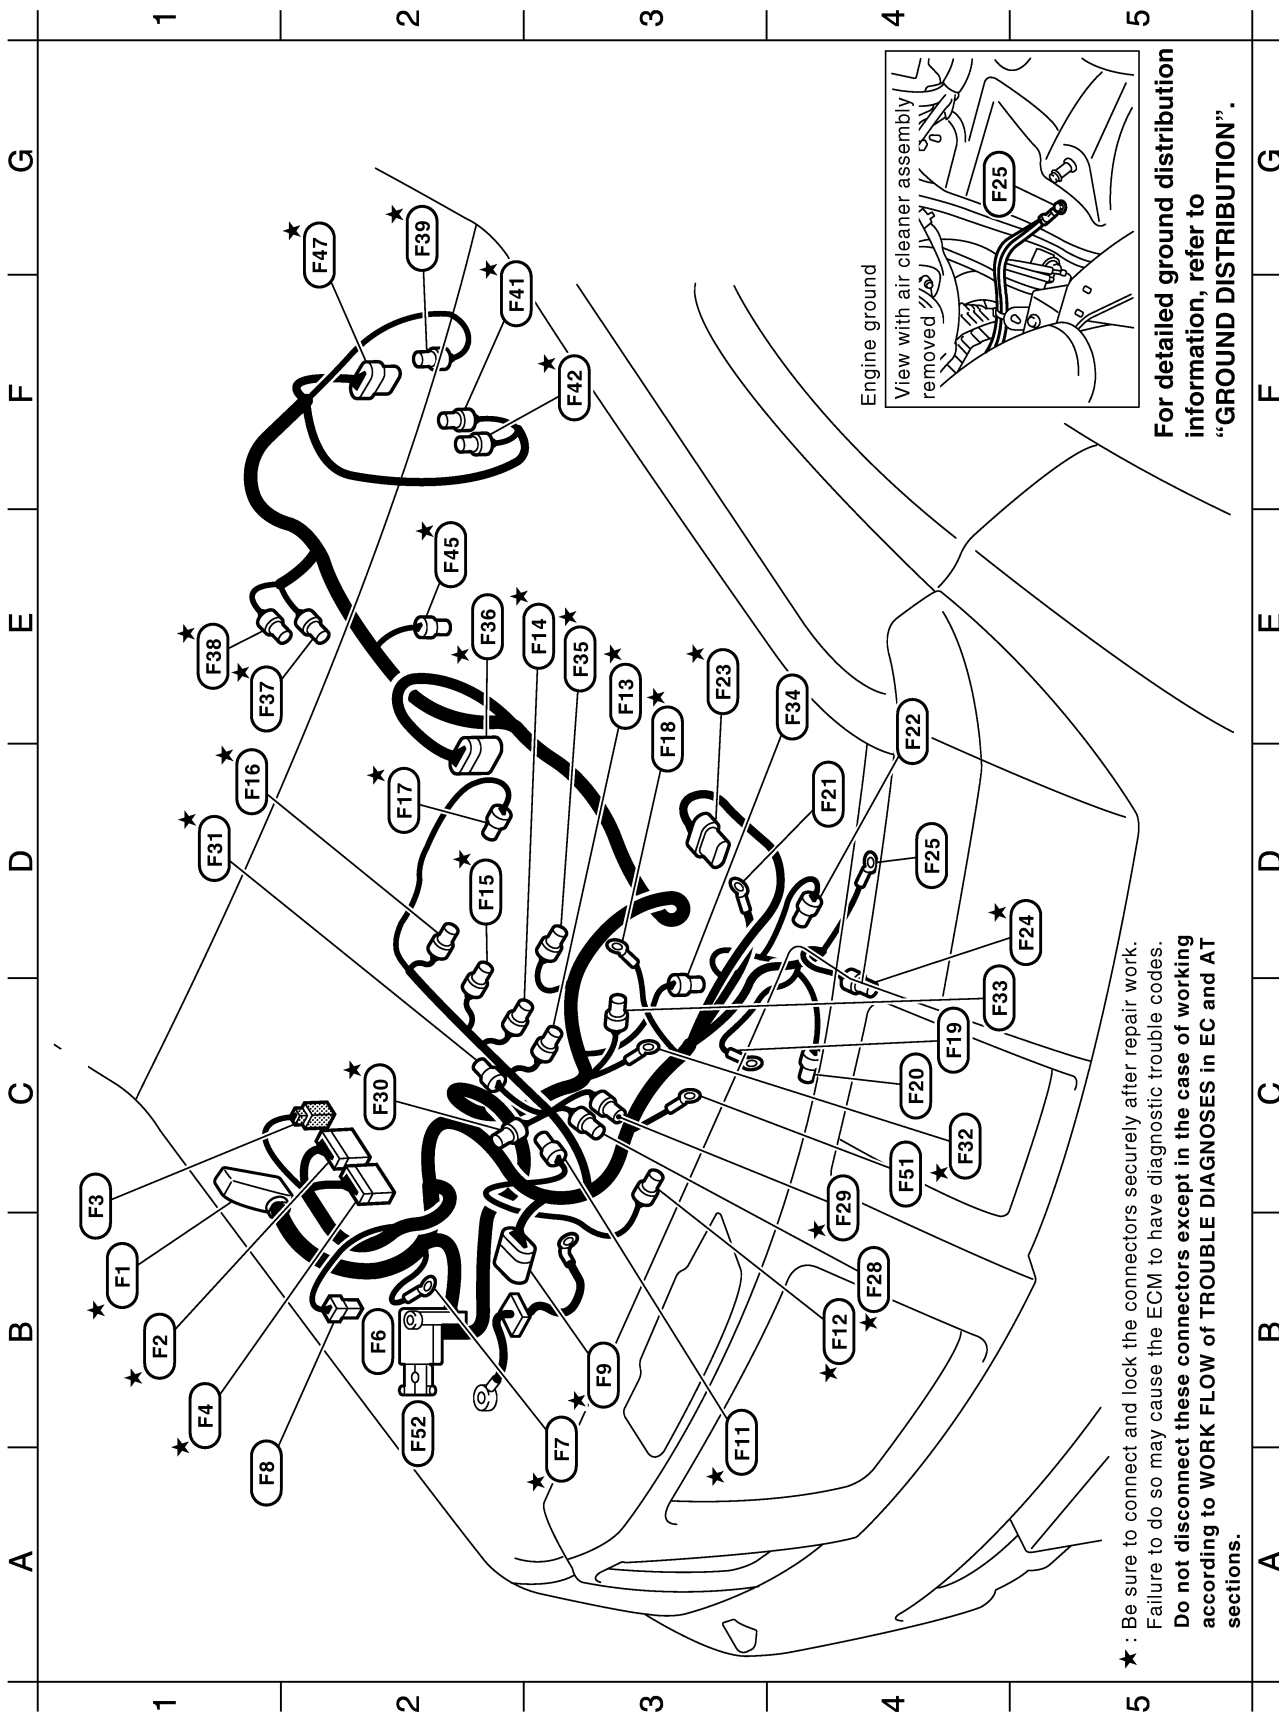 1
2
3
4
5
G
F
E
D
C
B
A
G
F
E
D
C
B
A
1
2
3
4
5
★ F47
★ F39
★ F41
★ F42
★ F45
★ F36
★ F14
★ F35
★ F13
★ F18
★ F23
F34
F22
F21
F25
★ F24
F33
F19
F20
★ F32
F51
★ F29
★ F28
★ F12
★ F11
★ F9
★ F7
F52
F6
F8
★ F4
★ F2
★ F1
F3
★ F30
★ F31
★ F16
★ F17
★ F15
★ F38
★ F37
Engine ground
View with air cleaner assembly
removed
F25
For detailed ground distribution
information, refer to
“GROUND DISTRIBUTION”.
★ : Be sure to connect and lock the connectors securely after repair work.
Failure to do so may cause the ECM to have diagnostic trouble codes.
Do not disconnect these connectors except in the case of working
according to WORK FLOW of TROUBLE DIAGNOSES in EC and AT
sections.